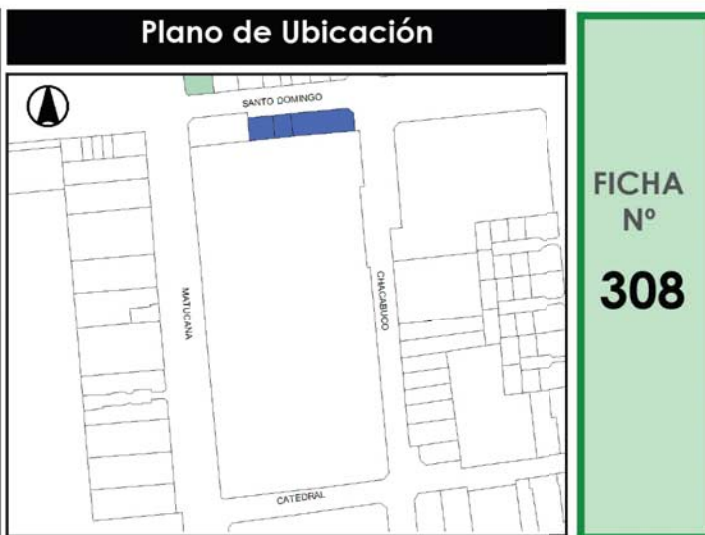 Plano de Ubicación
SANTO DOMINGO
MATUCANA
CHACABUCO
CATEDRAL
FICHA
Nº
308